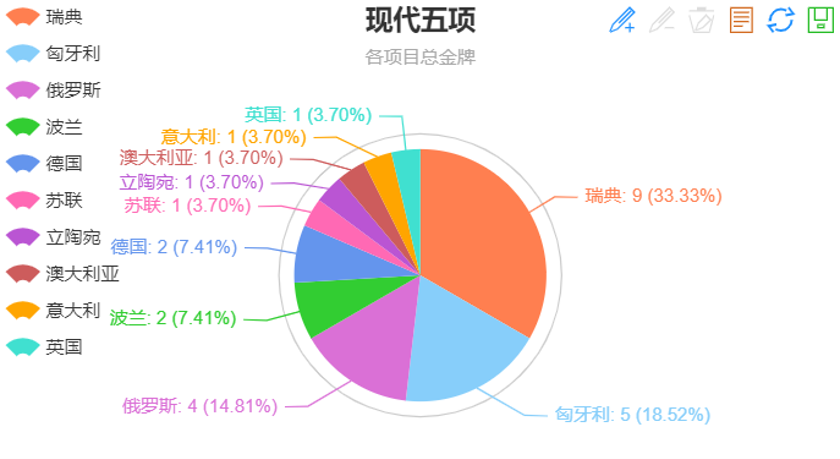 现代五项
各项目总金牌
瑞典
匈牙利
俄罗斯
波兰
德国
苏联
立陶宛
澳大利亚
意大利
英国
英国: 1 (3.70%)
意大利: 1 (3.70%)
澳大利亚: 1 (3.70%)
立陶宛: 1 (3.70%)
苏联: 1 (3.70%)
德国: 2 (7.41%)
波兰: 2 (7.41%)
俄罗斯: 4 (14.81%)
瑞典: 9 (33.33%)
匈牙利: 5 (18.52%)